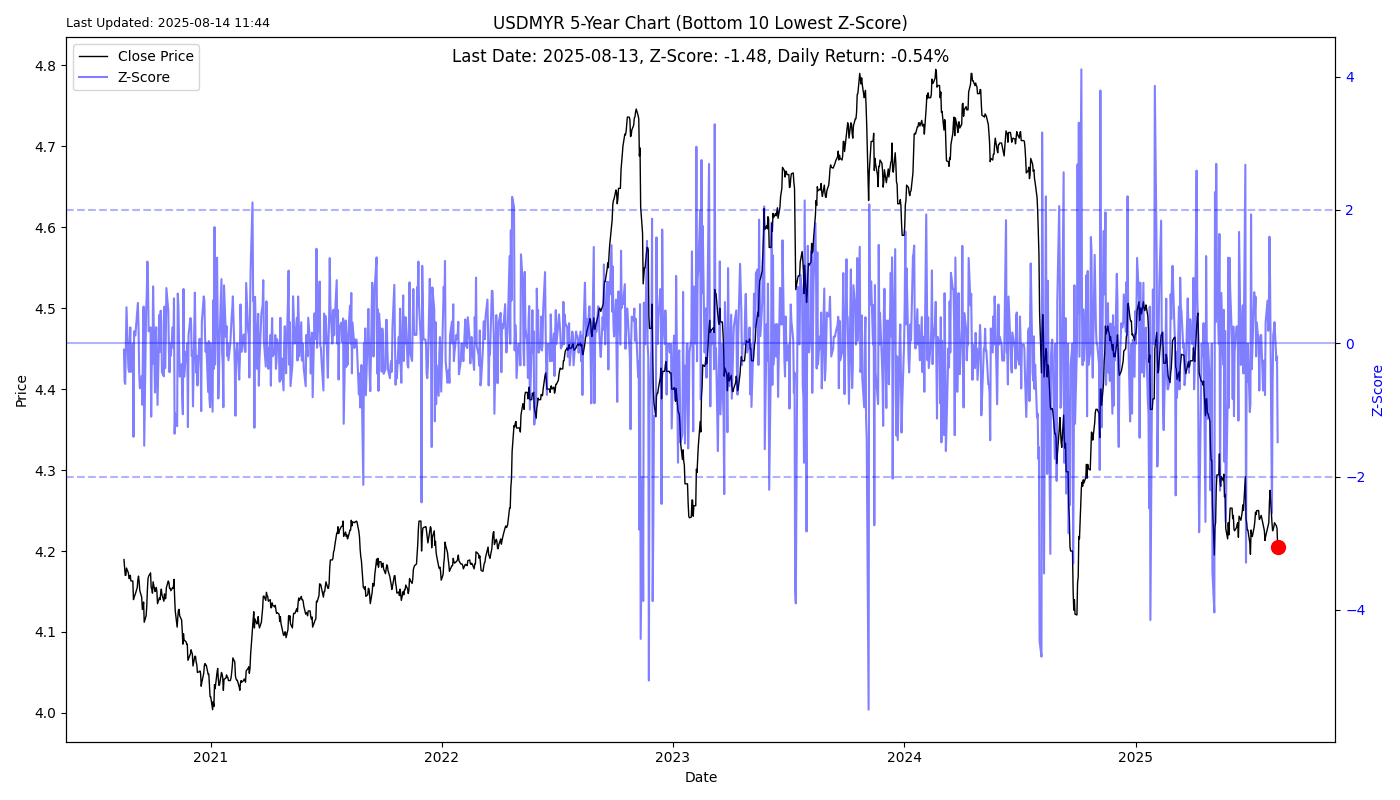 Last Updated: 2025-08-14 11:44
USDMYR 5-Year Chart (Bottom 10 Lowest Z-Score)
Last Date: 2025-08-13, Z-Score: -1.48, Daily Return: -0.54%
Close Price
Z-Score
4.8
4.7
4.6
4.5
4.4
4.3
4.2
4.1
4.0
Price
4
2
0
−2
−4
Z-Score
2021
2022
2023
2024
2025
Date